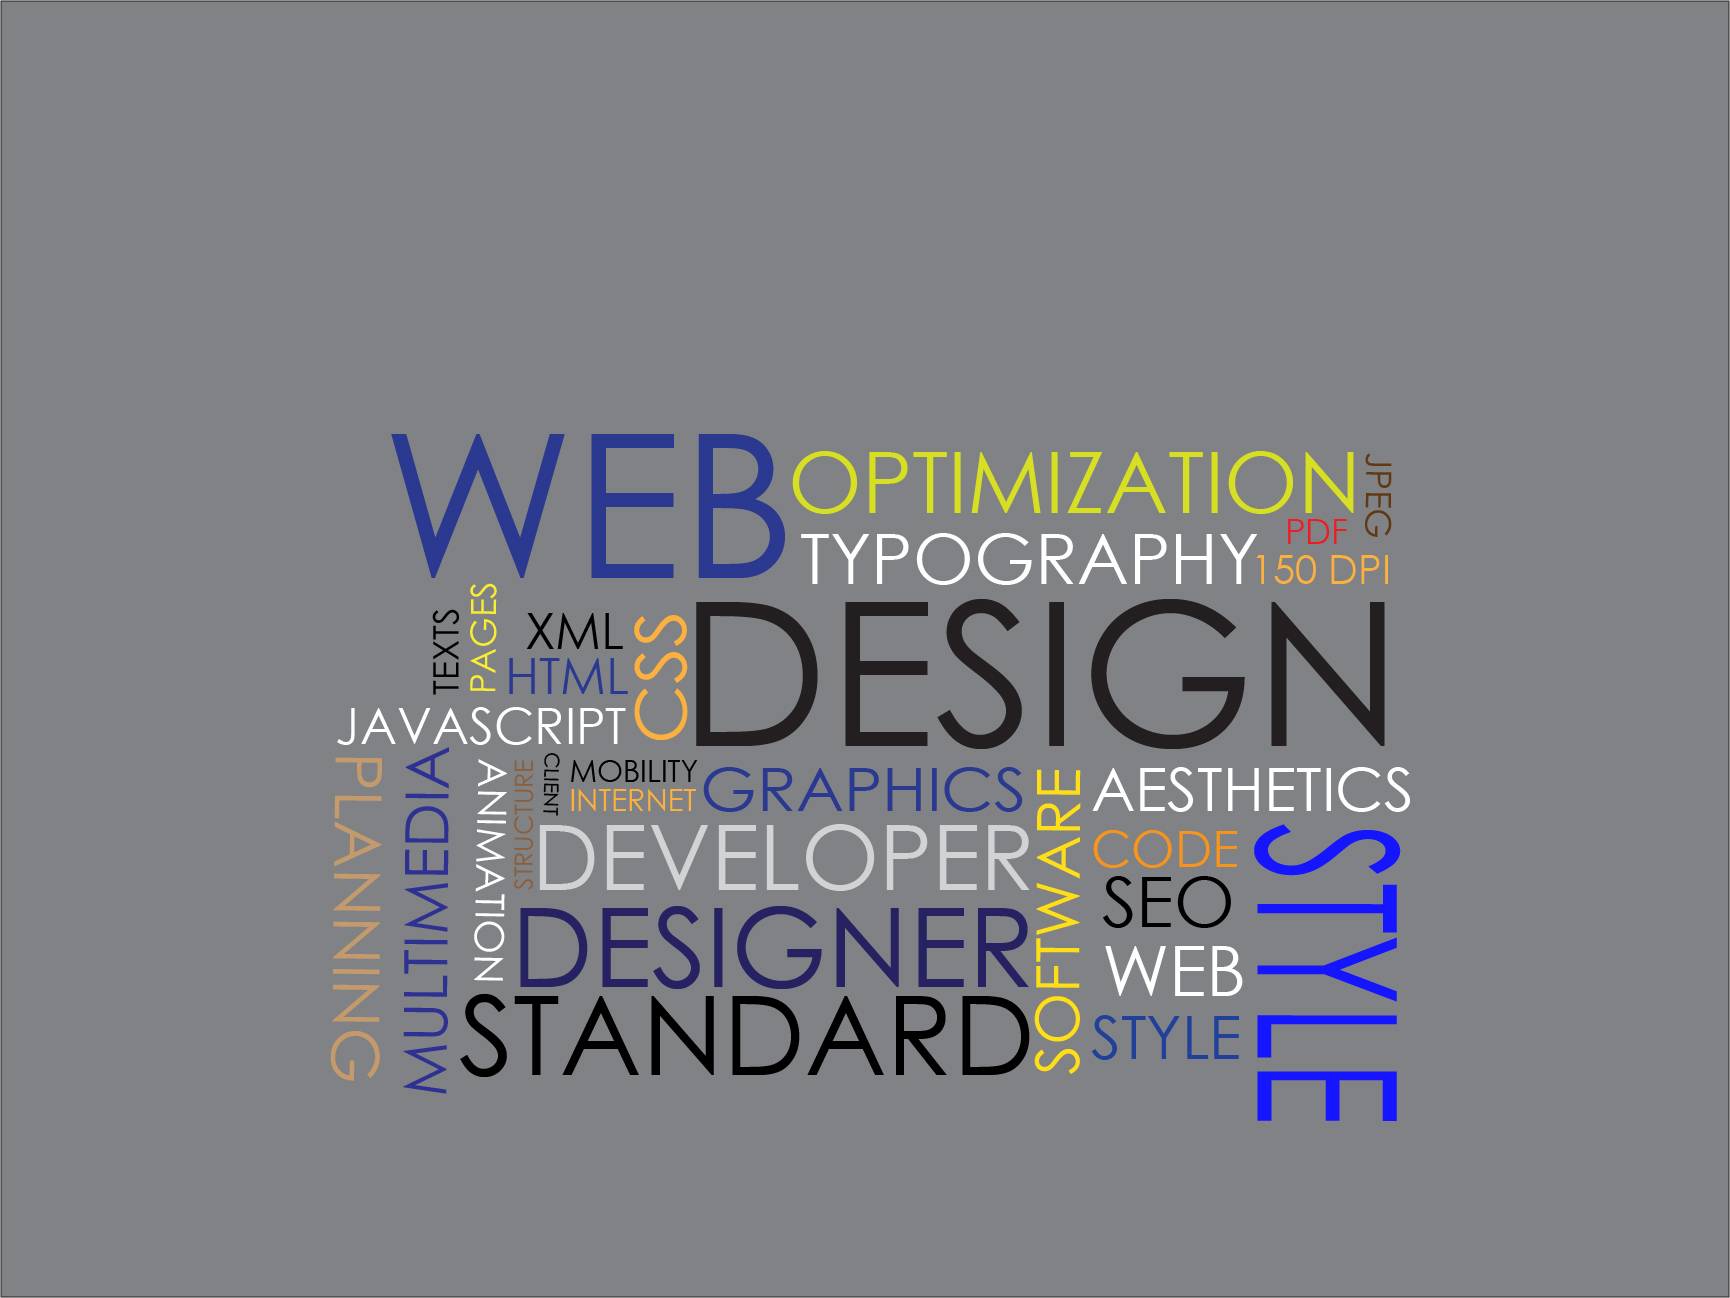 WEB
OPTIMIZATION
JPEG
PDF
TYPOGRAPHY
150 DPI
TEXTS
PAGES
XML
HTML
CSS
DESIGN
JAVASCRIPT
PLANNING
MULTIMEDIA
ANIMATION
STRUCTURE
CLIENT
MOBILITY
INTERNET
GRAPHICS
DEVELOPER
DESIGNER
STANDARD
SOFTWARE
AESTHETICS
CODE
SEO
WEB
STYLE
STYLE